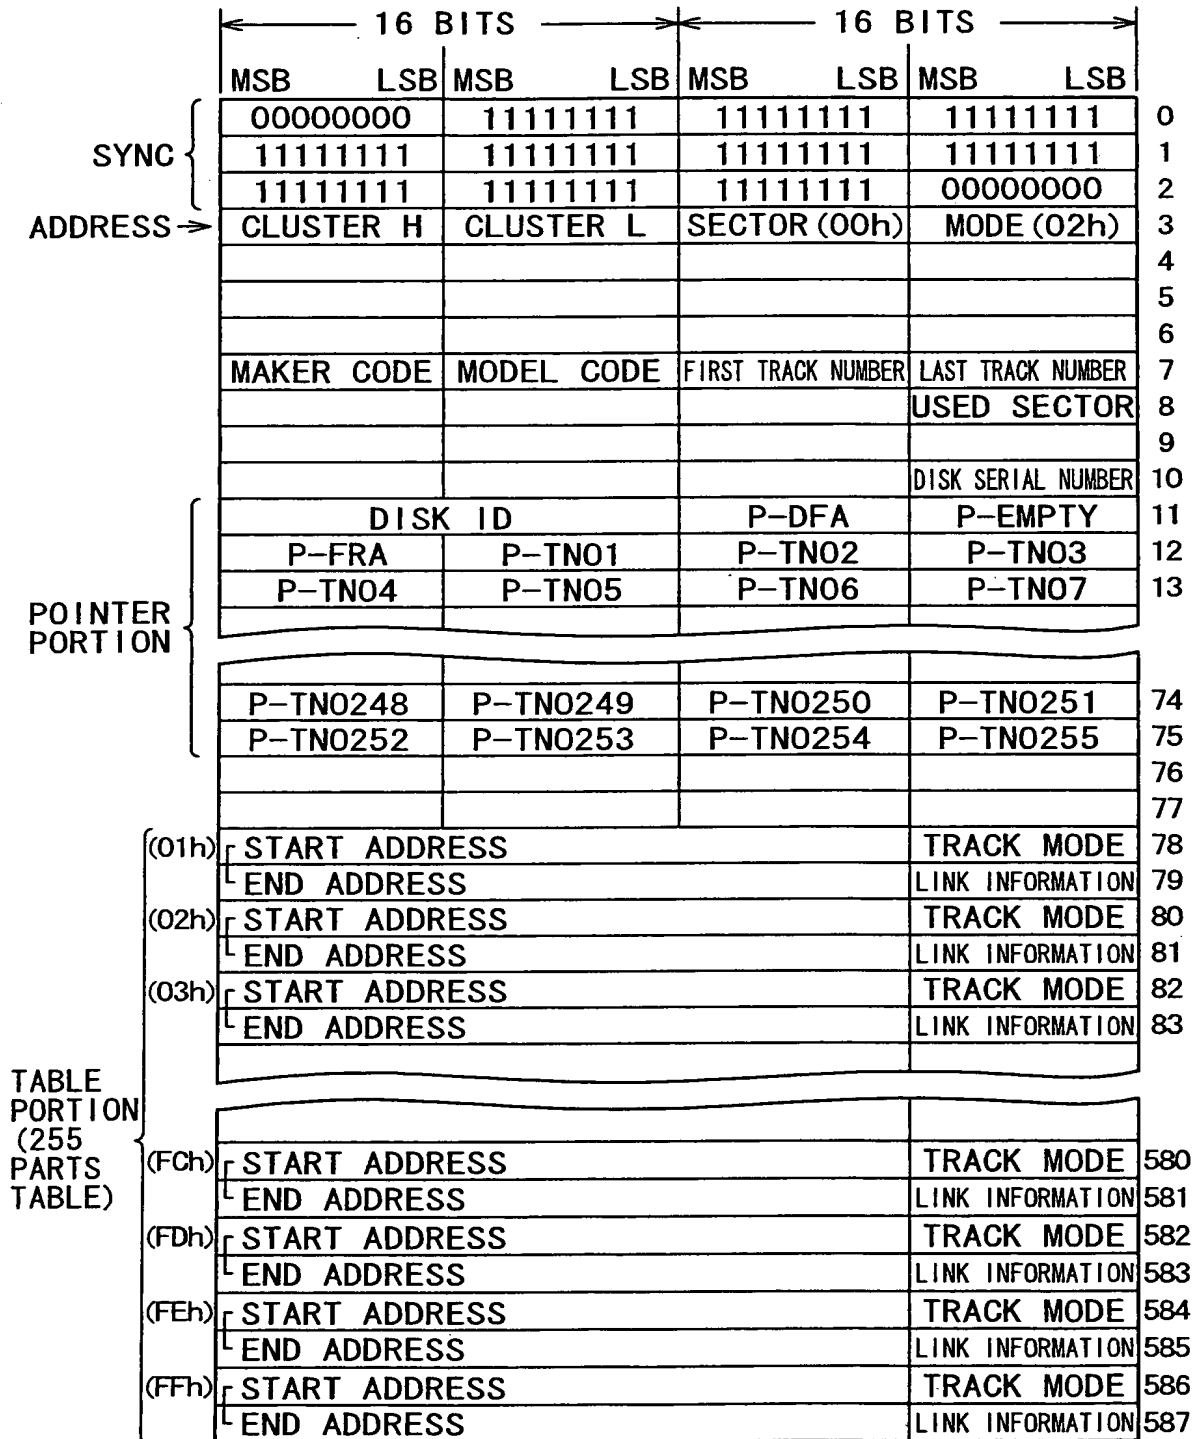 16 BITS 16 BITS
MSB LSB MSB LSB MSB LSB MSB LSB
00000000 11111111 11111111 11111111 0
SYNC 11111111 11111111 11111111 11111111 1
11111111 11111111 11111111 00000000 2
ADDRESS CLUSTER H CLUSTER L SECTOR (00h) MODE (02h) 3
4
5
6
MAKER CODE MODEL CODE FIRST TRACK NUMBER LAST TRACK NUMBER 7
USED SECTOR 8
9
DISK SERIAL NUMBER 10
DISK ID P-DFA P-EMPTY 11
P-FRA P-TNO1 P-TNO2 P-TNO3 12
P-TNO4 P-TNO5 P-TNO6 P-TNO7 13
POINTER
PORTION
P-TNO248 P-TNO249 P-TNO250 P-TNO251 74
P-TNO252 P-TNO253 P-TNO254 P-TNO255 75
76
77
(01h) START ADDRESS TRACK MODE 78
END ADDRESS LINK INFORMATION 79
(02h) START ADDRESS TRACK MODE 80
END ADDRESS LINK INFORMATION 81
(03h) START ADDRESS TRACK MODE 82
END ADDRESS LINK INFORMATION 83
TABLE
PORTION
(255
PARTS
TABLE)
(FCh) START ADDRESS TRACK MODE 580
END ADDRESS LINK INFORMATION 581
(FDh) START ADDRESS TRACK MODE 582
END ADDRESS LINK INFORMATION 583
(FEh) START ADDRESS TRACK MODE 584
END ADDRESS LINK INFORMATION 585
(FFh) START ADDRESS TRACK MODE 586
END ADDRESS LINK INFORMATION 587